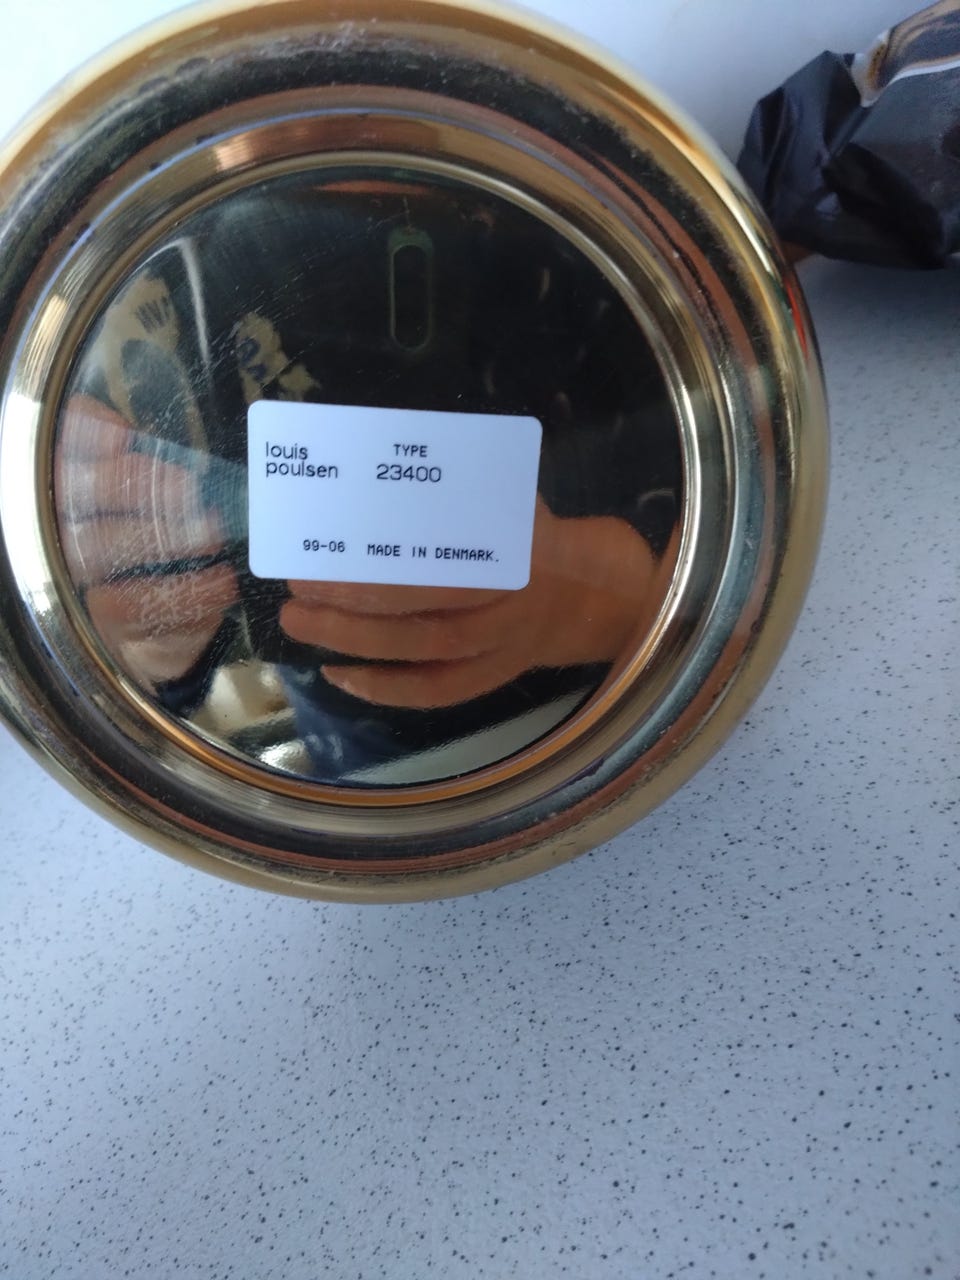 louis
poulsen
TYPE
23400
99-06 MADE IN DENMARK.